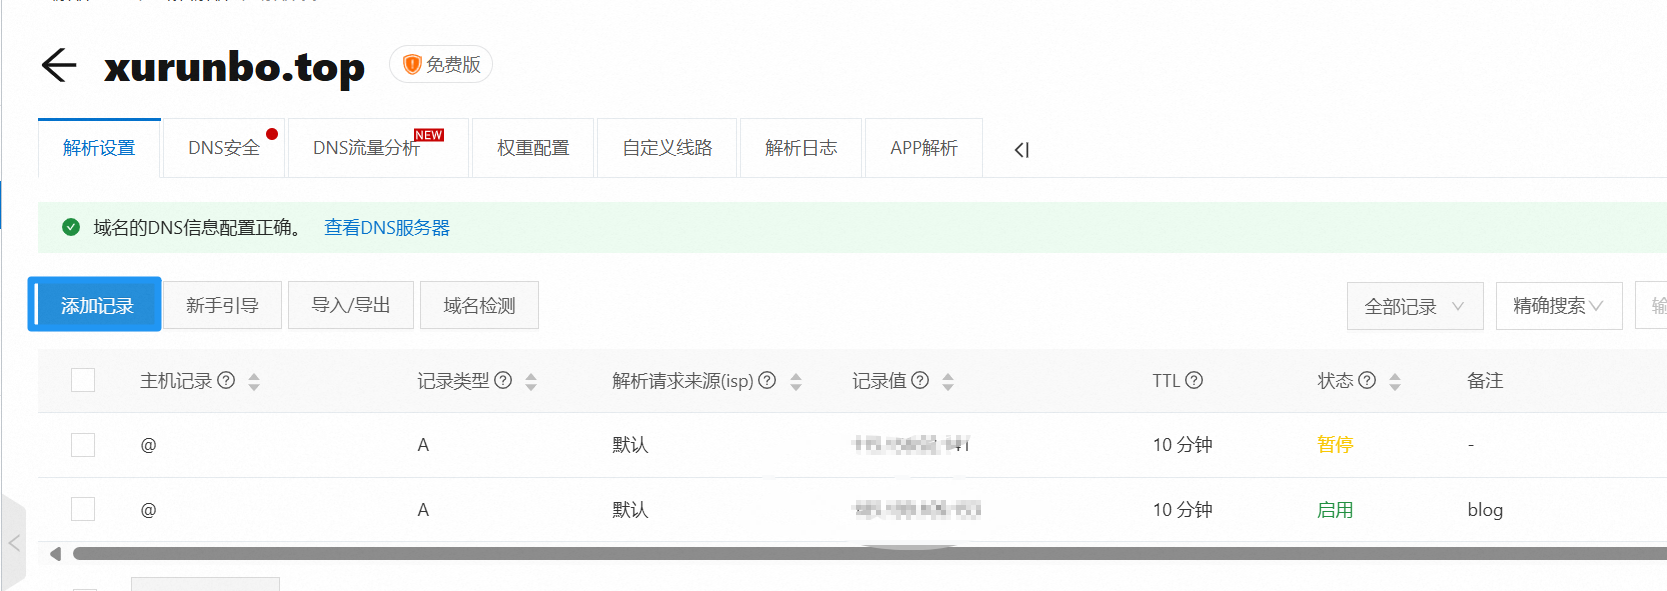 xurunbo.top 免费版
解析设置 DNS安全 DNS流量分析 NEW 权重配置 自定义线路 解析日志 APP解析
域名的DNS信息配置正确。 查看DNS服务器
添加记录 新手引导 导入/导出 域名检测 全部记录 精确搜索 输
主机记录 记录类型 解析请求来源(isp) 记录值 TTL 状态 备注
@ A 默认 10 分钟 暂停 -
@ A 默认 10 分钟 启用 blog